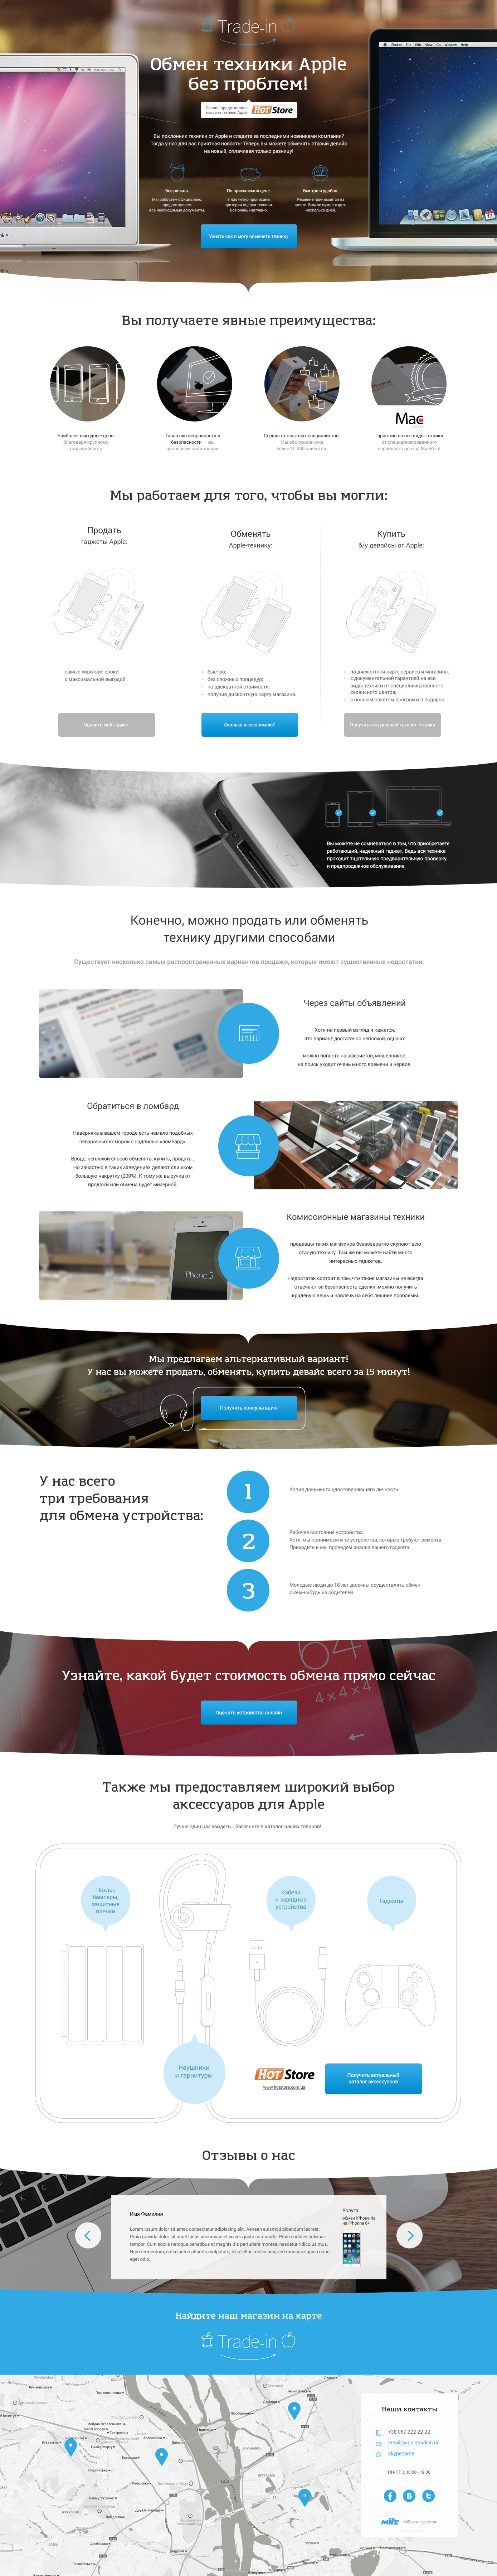 Trade-in
Обмен техники Apple
без проблем!
Сервис представляет
магазин техники Apple
HOT Store
Вы поклонник техники от Apple и следите за последними новинками компании?
Тогда у нас для вас приятная новость! Теперь вы можете обменять старый девайс
на новый, оплачивая только разницу!
Без рисков.
Мы работаем официально,
предоставляем
все необходимые документы.
По приемлемой цене.
У нас четко прописаны
критерии оценки техники.
Всё очень наглядно.
Быстро и удобно.
Решение принимается на
месте. Вам не нужно ждать
несколько дней.
Узнать как я могу обменять технику
Вы получаете явные преимущества:
Наиболее выгодные цены
благодаря крупному
товарообороту
Гарантию исправности и
безопасности — мы
проверяем свои товары
Сервис от опытных специалистов
Мы обслужили уже
более 10.000 клиентов
Mac
Гарантию на все виды техники
от специализированного
сервисного центра MacPoint
Мы работаем для того, чтобы вы могли:
Продать
гаджеты Apple:
самые короткие сроки;
с максимальной выгодой.
Оценить мой гаджет
Обменять
Apple-технику:
быстро;
без сложных процедур;
по адекватной стоимости;
получив дисконтную карту магазина.
Сколько я сэкономлю?
Купить
б/у девайсы от Apple:
по дисконтной карте сервиса и магазина;
с документальной гарантией на все
виды техники от специализированного
сервисного центра;
с полным пакетом программ в подарок.
Получить актуальный каталог техники
Вы можете не сомневаться в том, что приобретаете
работающий, надежный гаджет. Ведь вся техника
проходит тщательную предварительную проверку
и предпродажное обслуживание.
Конечно, можно продать или обменять
технику другими способами
Существует несколько самых распространенных вариантов продажи, которые имеют существенные недостатки:
Через сайты объявлений
Хотя на первый взгляд и кажется,
что вариант достаточно неплохой, однако:
можно попасть на аферистов, мошенников;
на поиск уходит очень много времени и нервов.
Обратиться в ломбард
Наверняка в вашем городе есть немало подобных
невзрачных коморок с надписью «ломбард».
Вроде, неплохой способ обменять, купить, продать...
Но зачастую в таких заведениях делают слишком
большую накрутку (200%). К тому же выручка от
продажи или обмена будет мизерной.
iPhone 5
Комиссионные магазины техники
продавцы таких магазинов безвозвратно скупают всю
старую технику. Там же вы можете найти много
интересных гаджетов.
Недостаток состоит в том, что такие магазины не всегда
отвечают за безопасность сделки: можно получить
краденую вещь и навлечь на себя лишние проблемы.
Мы предлагаем альтернативный вариант!
У нас вы можете продать, обменять, купить девайс всего за 15 минут!
Получить консультацию
У нас всего
три требования
для обмена устройства:
1
Копия документа удостоверяющего личность.
2
Рабочее состояние устройства.
Хотя, мы принимаем и те устройства, которые требуют ремонта.
Приходите и мы проведем анализ вашего гаджета.
3
Молодые люди до 18 лет должны осуществлять обмен
с кем-нибудь из родителей.
64
4x4x4
Узнайте, какой будет стоимость обмена прямо сейчас
Оценить устройство онлайн
Также мы предоставляем широкий выбор
аксессуаров для Apple
Лучше один раз увидеть... Загляните в каталог наших товаров!
Чехлы,
бамперы,
защитные
пленки
Кабели
и зарядные
устройства
Гаджеты
Наушники
и гарнитуры
HOT Store
www.hotstore.com.ua
Получить актуальный
каталог аксессуаров
Отзывы о нас
Имя Фамилия
Lorem ipsum dolor sit amet, consectetur adipiscing elit. Aenean euismod bibendum laoreet.
Proin gravida dolor sit amet lacus accumsan et viverra justo commodo. Proin sodales pulvinar
tempor. Cum sociis natoque penatibus et magnis dis parturient montes, nascetur ridiculus mus.
Nam fermentum, nulla luctus pharetra vulputate, felis tellus mollis orci, sed rhoncus sapien nunc
eget odio.
Услуга:
обмен iPhone 4s
на iPhone 6+
Найдите наш магазин на карте
Trade-in
Наши контакты
+38 067 222-22-22
email@appletradein.ua
skypename
ПН-ПТ: с 10:00 - 19:00
mits